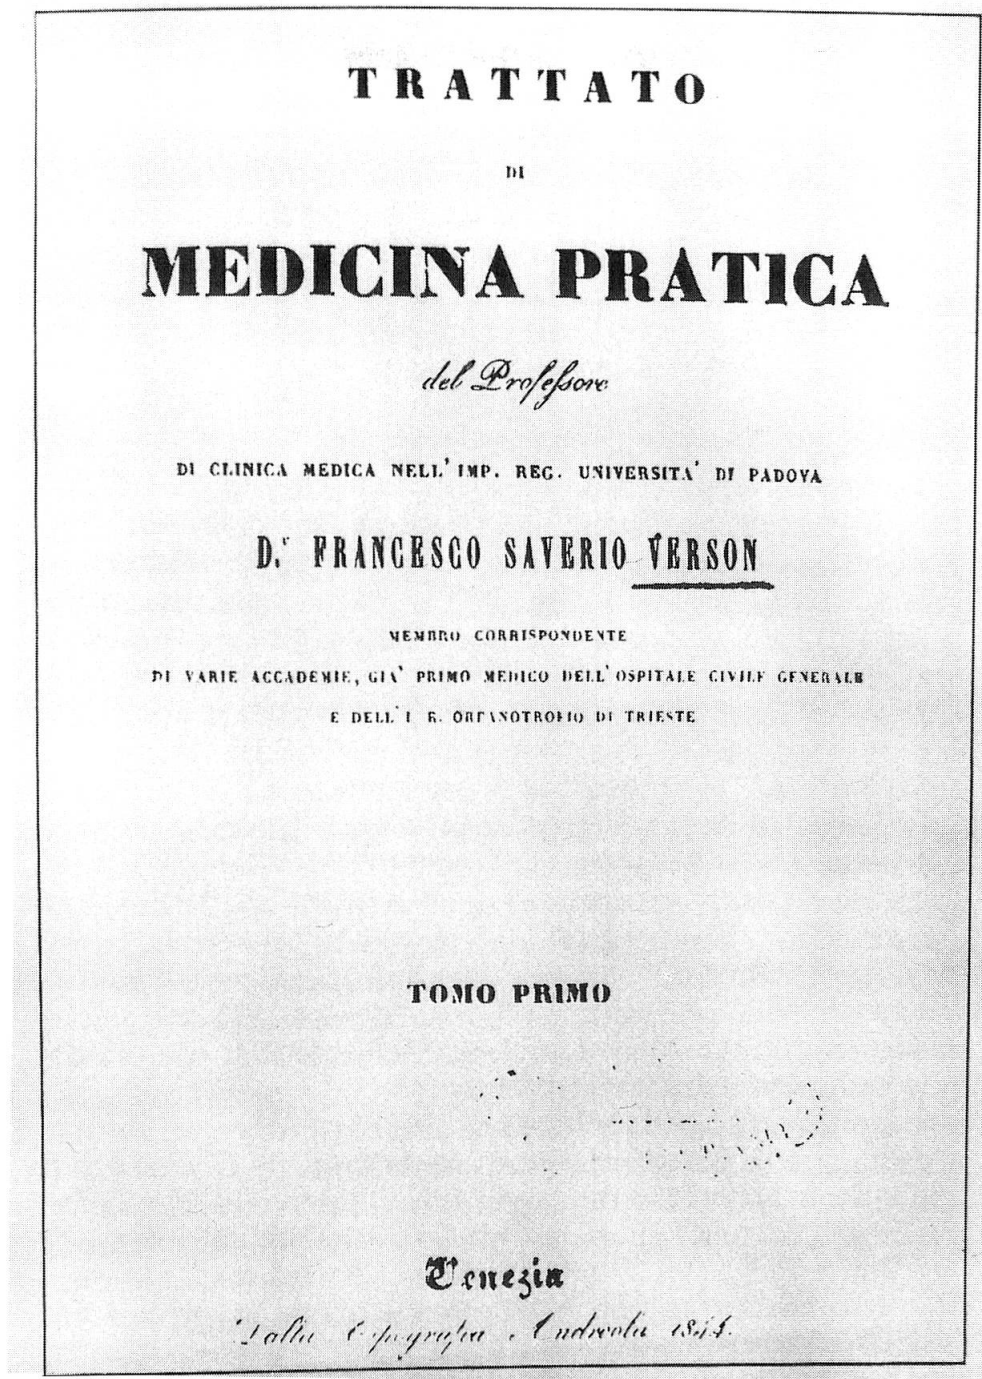 TRATTATO
DI
MEDICINA PRATICA
del Professore
DI CLINICA MEDICA NELL' IMP. REG. UNIVERSITA' DI PADOVA
D.r FRANCESCO SAVERIO VERSON
MEMBRO CORRISPONDENTE
DI VARIE ACCADEMIE, GIA' PRIMO MEDICO DELL'OSPITALE CIVILE GENERALE
E DELL'I R. ORFANOTROFIO DI TRIESTE
TOMO PRIMO
Venezia
Dalla Tipografia Andreola 1844.